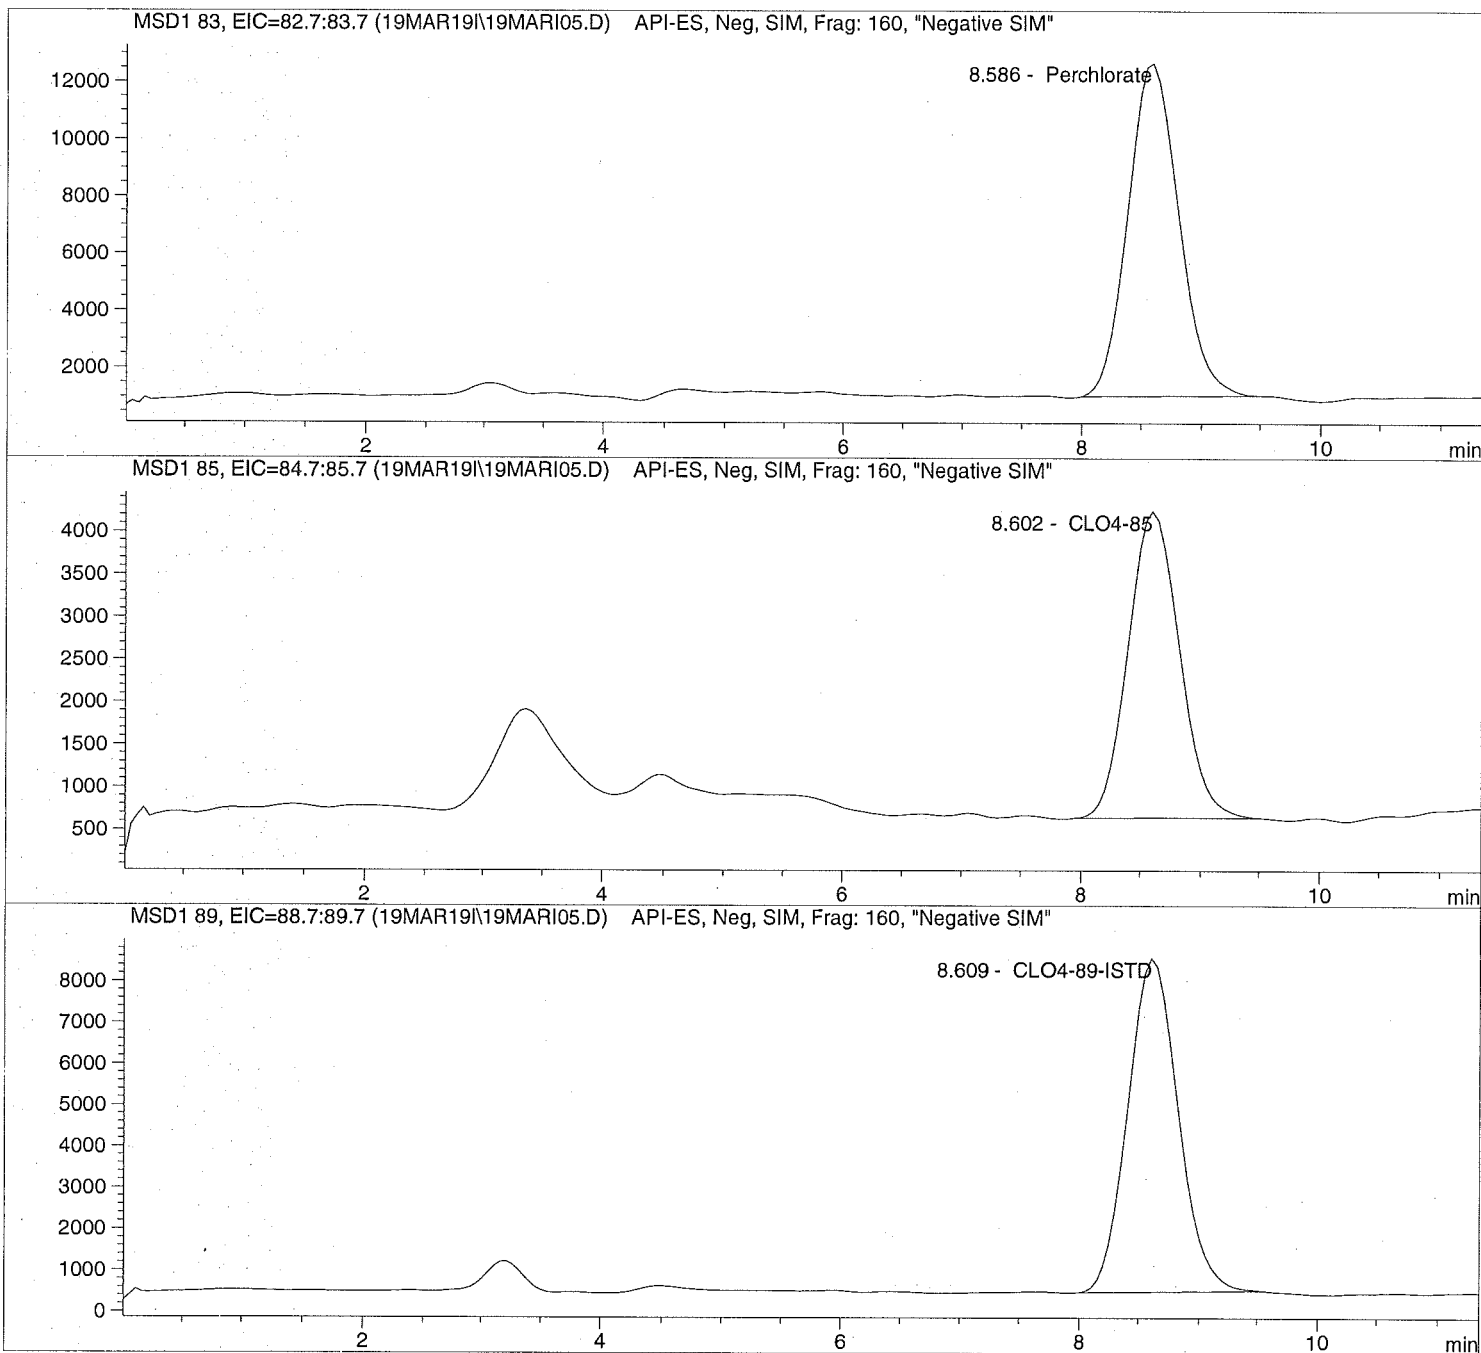 MSD1 83, EIC=82.7:83.7 (19MAR19I\19MARI05.D) API-ES, Neg, SIM, Frag: 160, "Negative SIM"
8.586 - Perchlorate
12000
10000
8000
6000
4000
2000
2 4 6 8 10 min
MSD1 85, EIC=84.7:85.7 (19MAR19I\19MARI05.D) API-ES, Neg, SIM, Frag: 160, "Negative SIM"
8.602 - CLO4-85
4000
3500
3000
2500
2000
1500
1000
500
2 4 6 8 10 min
MSD1 89, EIC=88.7:89.7 (19MAR19I\19MARI05.D) API-ES, Neg, SIM, Frag: 160, "Negative SIM"
8.609 - CLO4-89-ISTD
8000
7000
6000
5000
4000
3000
2000
1000
0
2 4 6 8 10 min